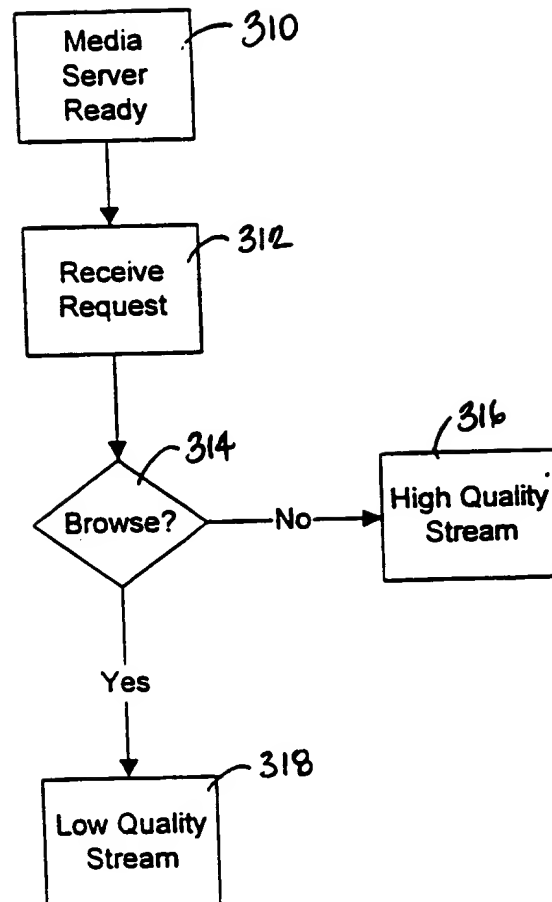 Media
Server
Ready
310
Receive
Request
312
Browse?
314
No
High Quality
Stream
316
Yes
Low Quality
Stream
318